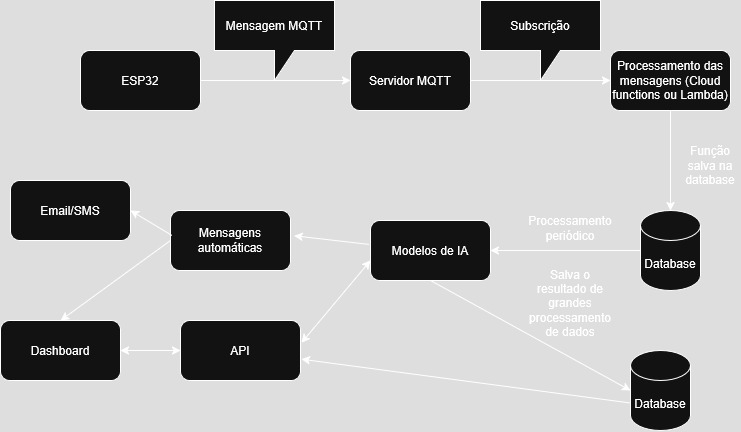 Mensagem MQTT
Subscrição
ESP32
Servidor MQTT
Processamento das
mensagens (Cloud
functions ou Lambda)
Função
salva na
database
Email/SMS
Mensagens
automáticas
Modelos de IA
Processamento
periódico
Database
Salva o
resultado de
grandes
processamento
de dados
Dashboard
API
Database